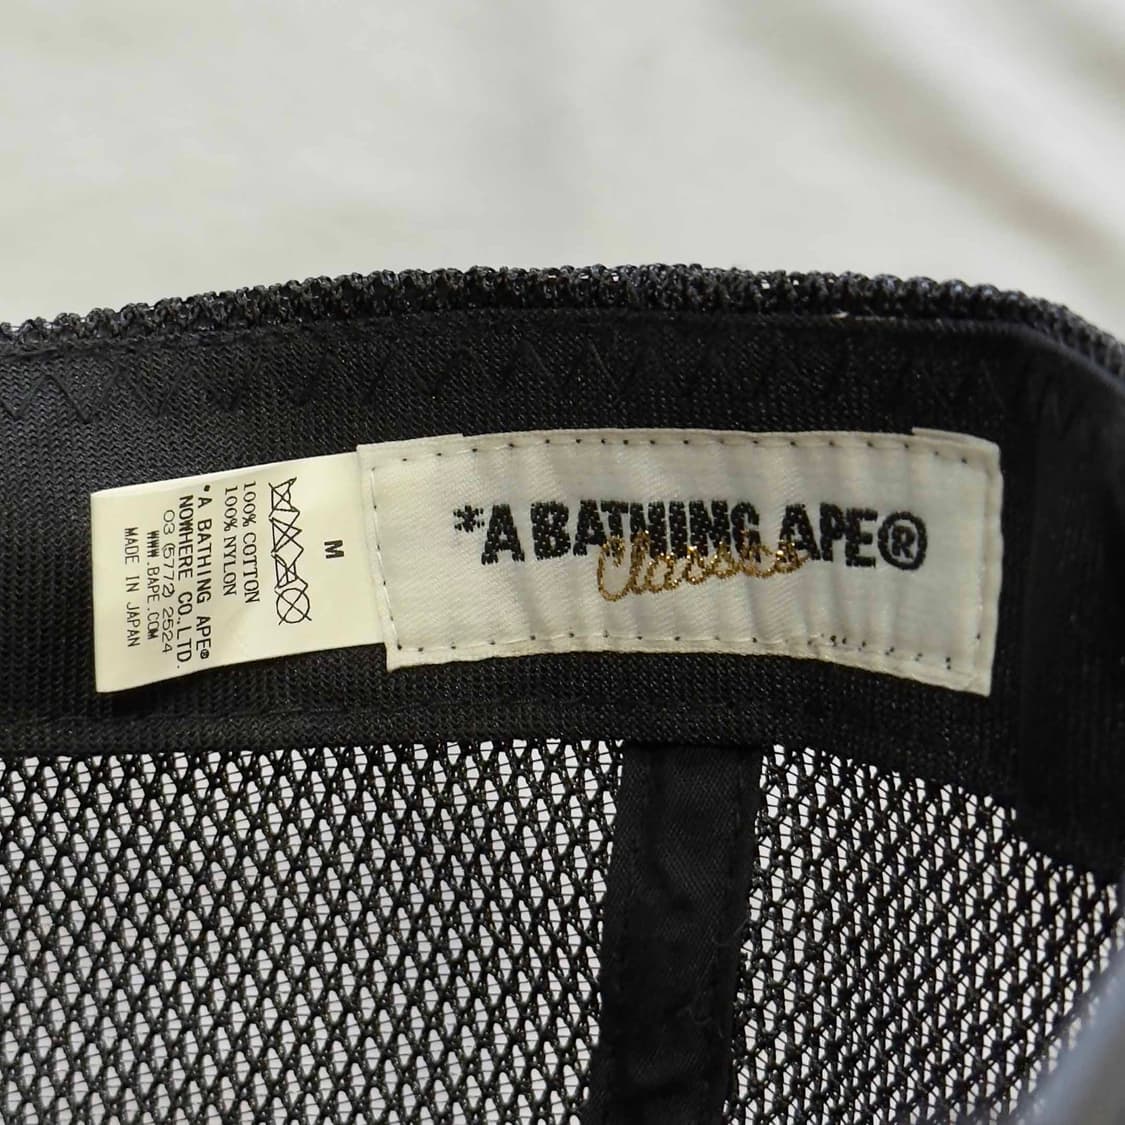 M
100% COTTON
100% NYLON
*A BATHING APE®
NOWHERE CO.LTD.
03 (5772) 2524
WWW.BAPE.COM
MADE IN JAPAN
*A BATHING APE®
Classics